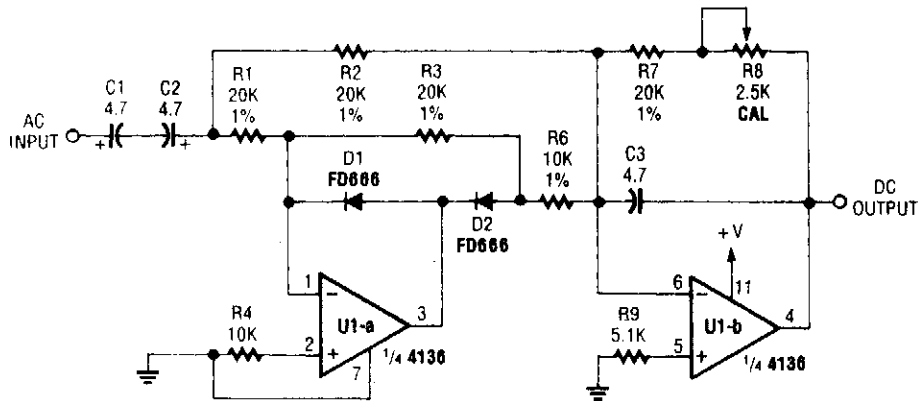 C1
4.7
C2
4.7
AC
INPUT
+
+
R1
20K
1%
R2
20K
1%
R3
20K
1%
R7
20K
1%
R8
2.5K
CAL
D1
FD666
D2
FD666
R6
10K
1%
C3
4.7
DC
OUTPUT
+V
1
−
U1-a
3
2
+
7
1/4 4136
R4
10K
6
−
U1-b
11
4
5
+
1/4 4136
R9
5.1K